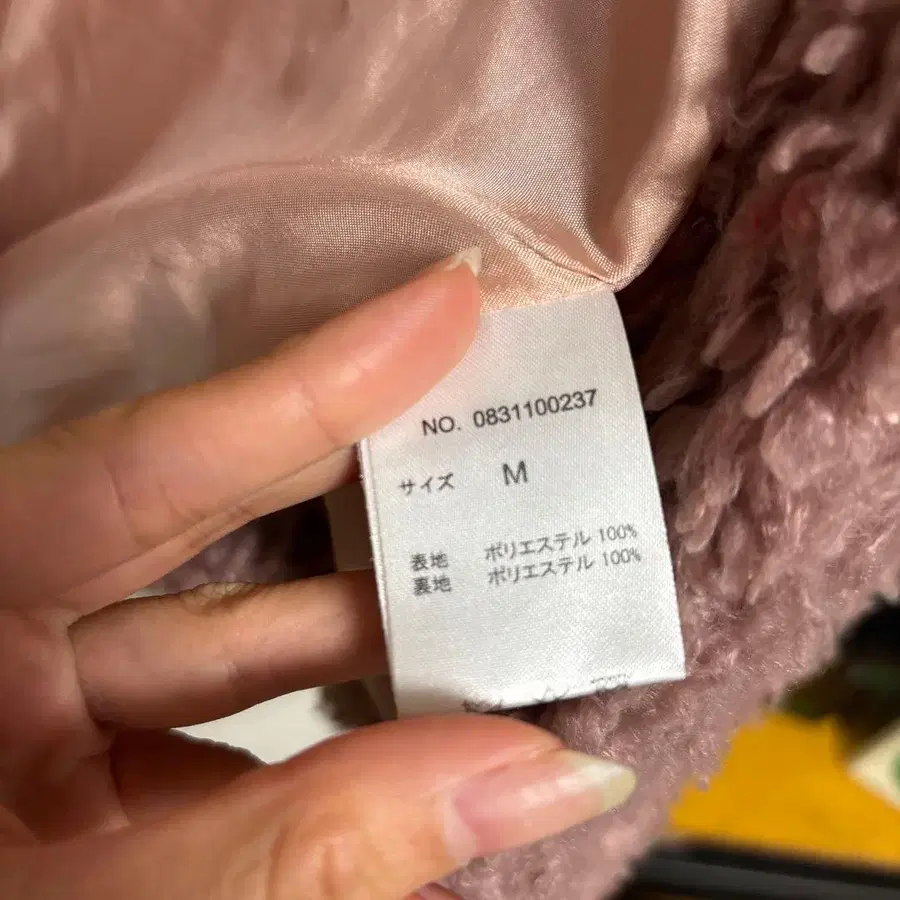 NO. 0831100237
サイズ M
表地 ポリエステル 100%
裏地 ポリエステル 100%